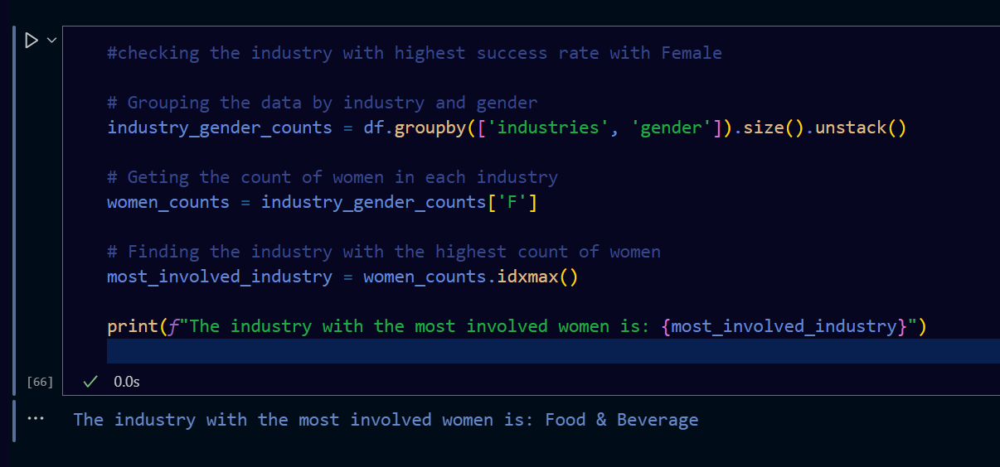 #checking the industry with highest success rate with Female
# Grouping the data by industry and gender
industry_gender_counts = df.groupby(['industries', 'gender']).size().unstack()
# Geting the count of women in each industry
women_counts = industry_gender_counts['F']
# Finding the industry with the highest count of women
most_involved_industry = women_counts.idxmax()
print(f"The industry with the most involved women is: {most_involved_industry}")
[66]
0.0s
The industry with the most involved women is: Food & Beverage